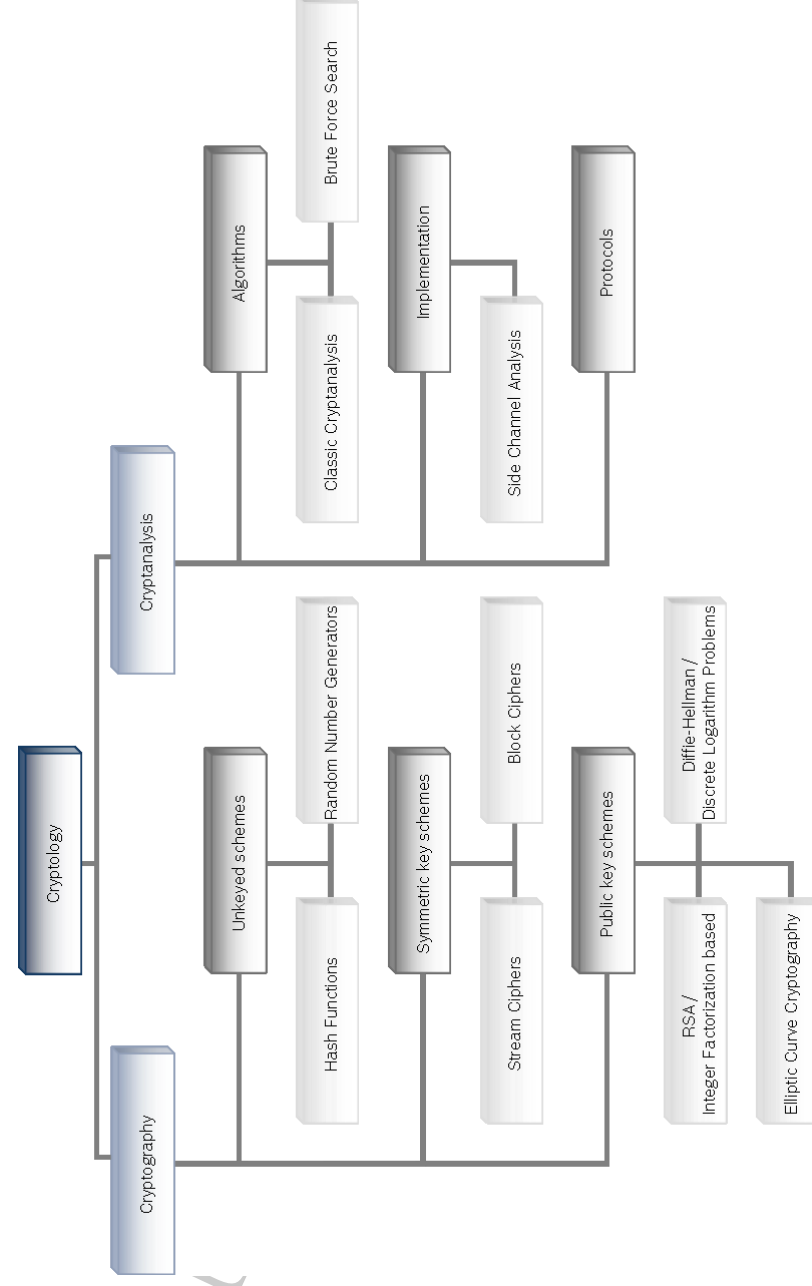 Cryptology
Cryptography
Cryptanalysis
Unkeyed schemes
Hash Functions
Random Number Generators
Symmetric key schemes
Stream Ciphers
Block Ciphers
Public key schemes
RSA /
Integer Factorization based
Diffie-Hellman /
Discrete Logarithm Problems
Elliptic Curve Cryptography
Algorithms
Classic Cryptanalysis
Brute Force Search
Implementation
Side Channel Analysis
Protocols